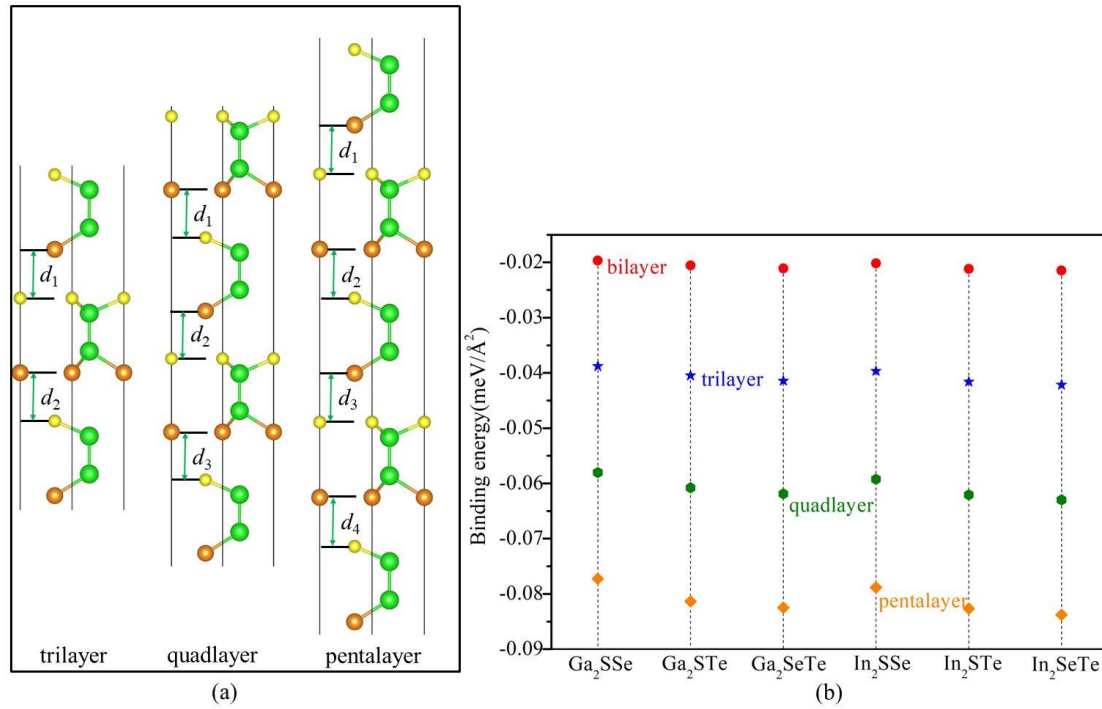 d₁
d₂
trilayer
d₁
d₂
d₃
quadlayer
d₁
d₂
d₃
d₄
pentalayer
(a)
Binding energy(meV/Å²)
-0.02
-0.03
-0.04
-0.05
-0.06
-0.07
-0.08
-0.09
bilayer
trilayer
quadlayer
pentalayer
Ga₂SSe Ga₂STe Ga₂SeTe In₂SSe In₂STe In₂SeTe
(b)